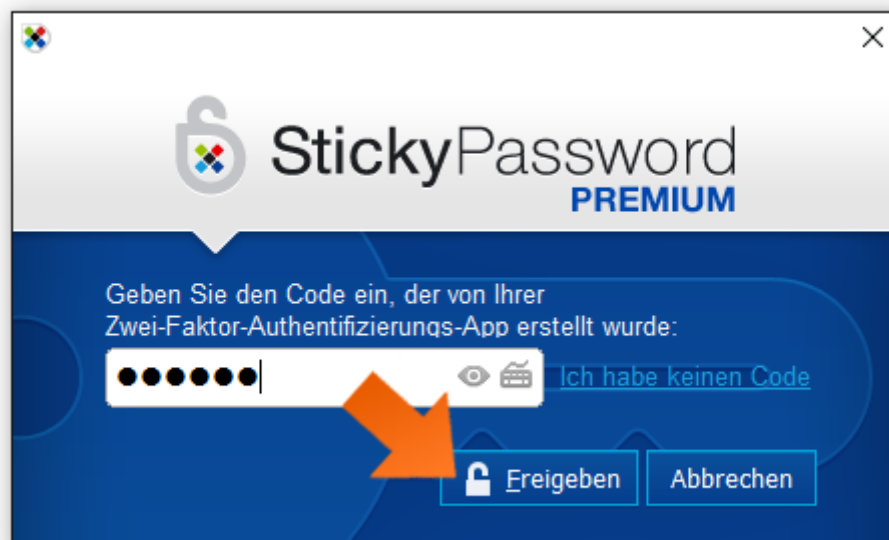 StickyPassword
PREMIUM
Geben Sie den Code ein, der von Ihrer
Zwei-Faktor-Authentifizierungs-App erstellt wurde:
●●●●●● Ich habe keinen Code
Freigeben Abbrechen